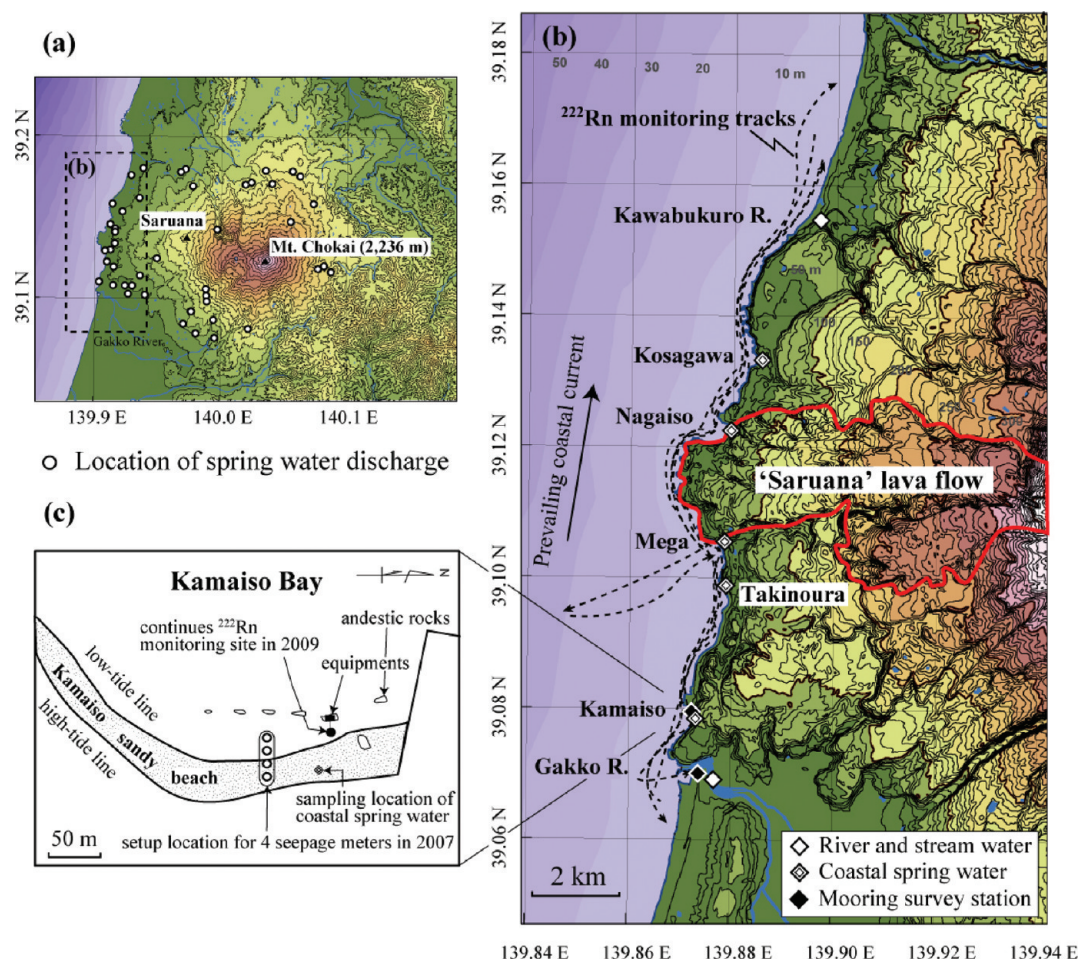 (a)
39.2 N
39.1 N
(b)
Saruana
Mt. Chokai (2,236 m)
Gakko River
139.9 E
140.0 E
140.1 E
Location of spring water discharge
(c)
Kamaiso Bay
N
continues ²²²Rn
monitoring site in 2009
andestic rocks
equipments
low-tide line
Kamaiso sandy
beach
high-tide line
sampling location of
coastal spring water
setup location for 4 seepage meters in 2007
50 m
(b)
39.18 N
39.16 N
39.14 N
39.12 N
39.10 N
39.08 N
39.06 N
50
40
30
20
10 m
²²²Rn monitoring tracks
Kawabukuro R.
50 m
100
150
200
250
Kosagawa
Nagaiso
Prevailing coastal current
'Saruana' lava flow
Mega
Takinoura
Kamaiso
Gakko R.
2 km
River and stream water
Coastal spring water
Mooring survey station
139.84 E
139.86 E
139.88 E
139.90 E
139.92 E
139.94 E